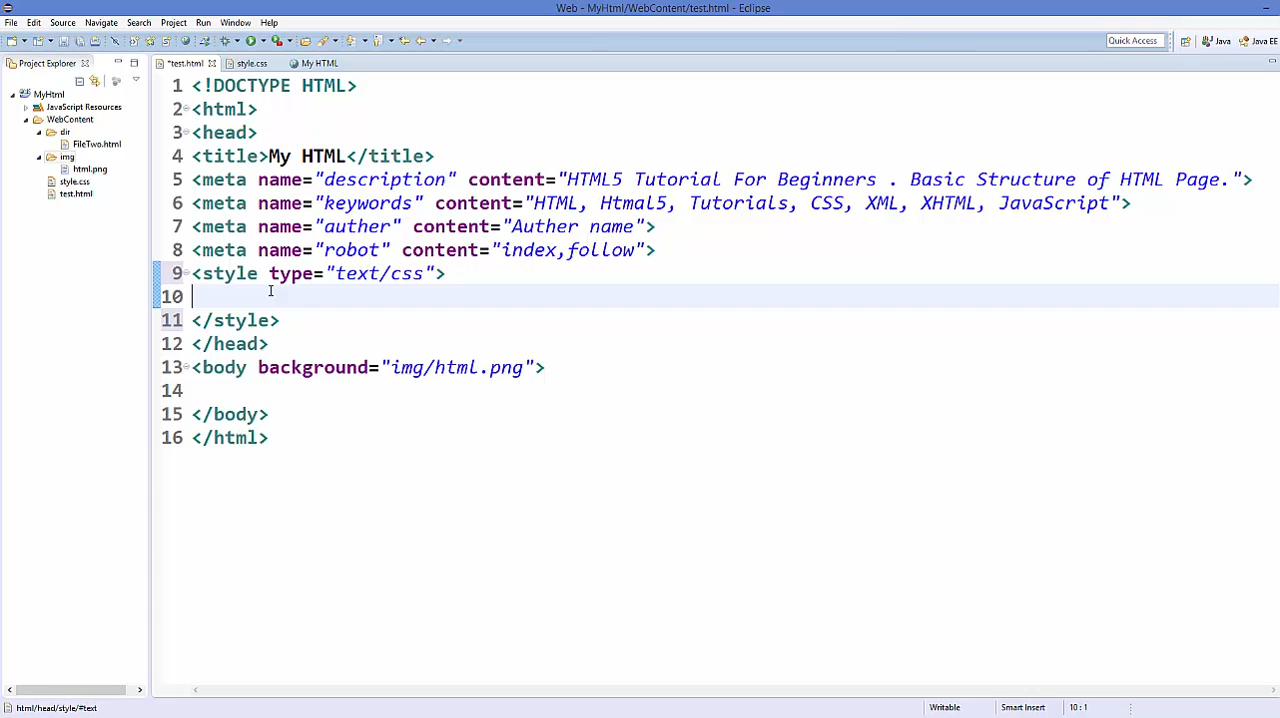 Web - MyHtml/WebContent/test.html - Eclipse
File Edit Source Navigate Search Project Run Window Help
Quick Access Java Java EE
Project Explorer *test.html style.css My HTML
MyHtml
JavaScript Resources
WebContent
dir
FileTwo.html
img
html.png
style.css
test.html
1 <!DOCTYPE HTML>
2 <html>
3 <head>
4 <title>My HTML</title>
5 <meta name="description" content="HTML5 Tutorial For Beginners . Basic Structure of HTML Page.">
6 <meta name="keywords" content="HTML, Htmal5, Tutorials, CSS, XML, XHTML, JavaScript">
7 <meta name="auther" content="Auther name">
8 <meta name="robot" content="index,follow">
9 <style type="text/css">
10
11 </style>
12 </head>
13 <body background="img/html.png">
14
15 </body>
16 </html>
html/head/style/#text Writable Smart Insert 10 : 1